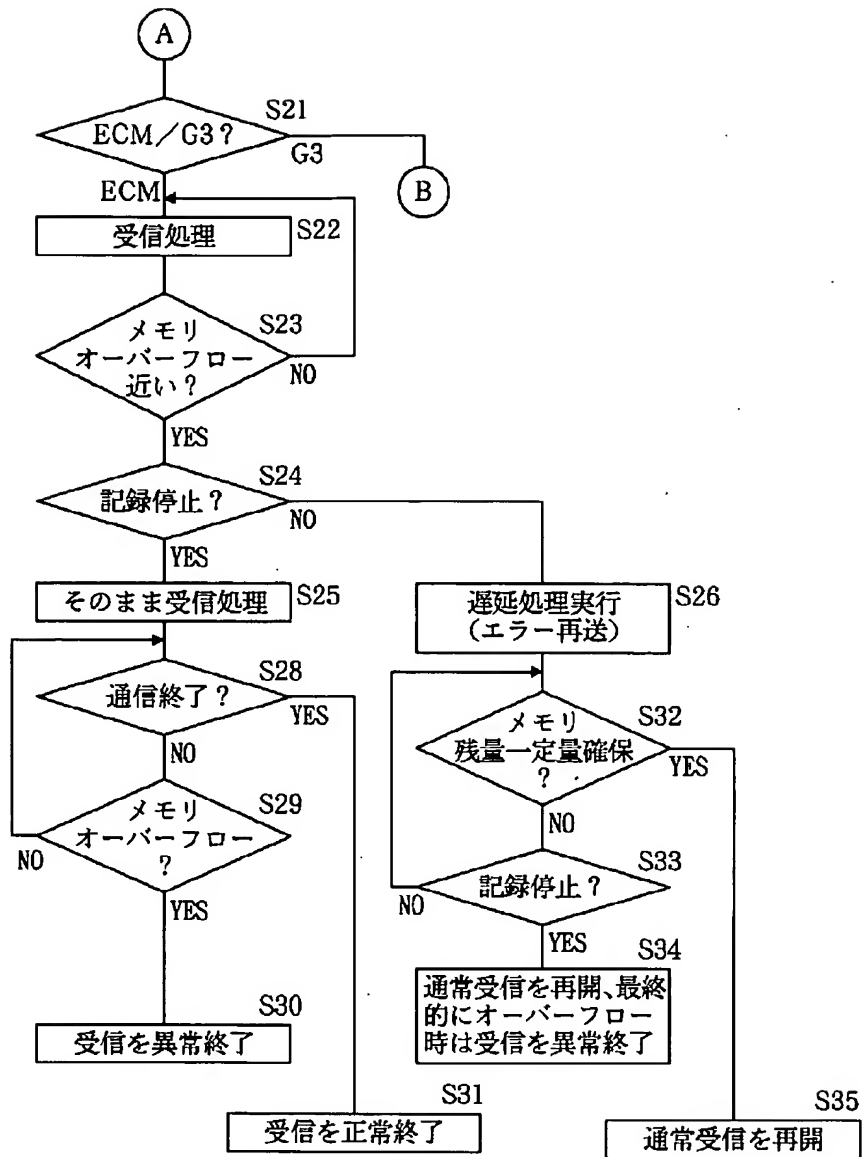 A
S21
ECM/G3?
G3
B
ECM
S22
受信処理
S23
メモリ
オーバーフロー
近い?
NO
YES
S24
記録停止?
NO
YES
S25
そのまま受信処理
S26
遅延処理実行
(エラー再送)
S28
通信終了?
YES
NO
S32
メモリ
残量一定量確保
?
YES
NO
S29
メモリ
オーバーフロー
?
NO
YES
S33
記録停止?
NO
YES
S34
通常受信を再開、最終
的にオーバーフロー
時は受信を異常終了
S30
受信を異常終了
S31
受信を正常終了
S35
通常受信を再開